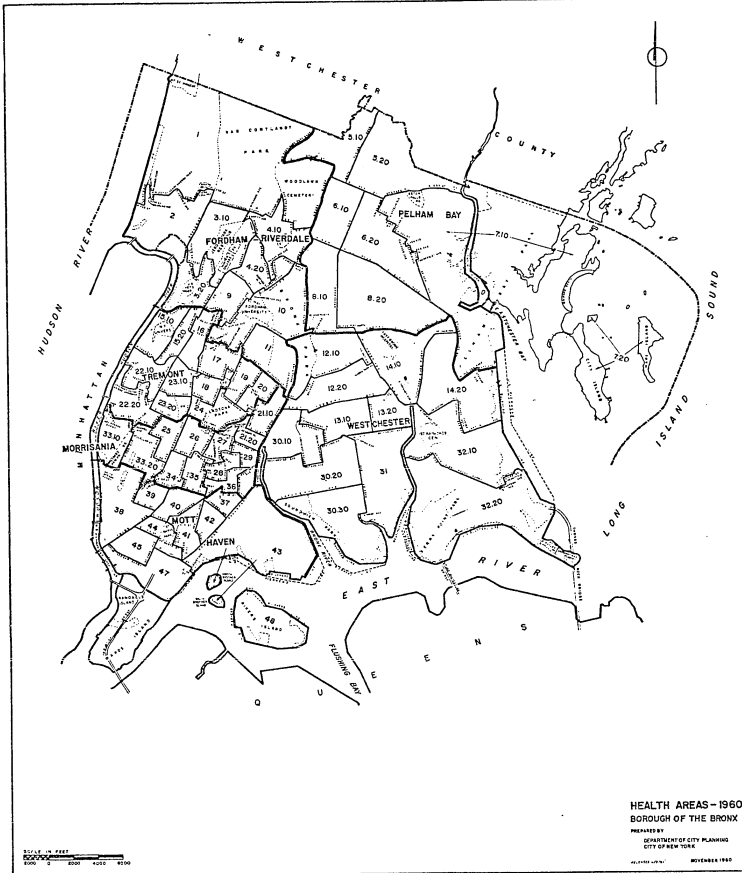 WESTCHESTER
COUNTY
1
VAN CORTLANDT
PARK
WOODLAWN
CEMETERY
5.10
5.20
2
3.10
4.10
6.10
6.20
PELHAM BAY
7.10
FORDHAM - RIVERDALE
HUDSON RIVER
3.20
4.20
9
10
FORDHAM
UNIVERSITY
8.10
8.20
15.10
15.20
16
17
11
12.10
14.10
7.20
22.10
TREMONT
23.10
18
19
20
12.20
14.20
MANHATTAN
22.20
23.20
24
21.10
13.10
13.20
WESTCHESTER
33.10
25
26
27
21.20
30.10
32.10
MORRISANIA
33.20
34
35
28
29
30.20
31
36
39
40
37
30.30
32.20
38
44
MOTT
42
41
HAVEN
45
43
47
EAST RIVER
RIKERS ISLAND
48
FLUSHING BAY
QUEENS
LONG ISLAND SOUND
HEALTH AREAS-1960
BOROUGH OF THE BRONX
PREPARED BY
DEPARTMENT OF CITY PLANNING
CITY OF NEW YORK
NOVEMBER 1960
SCALE IN FEET
2000 0 2000 4000 6000